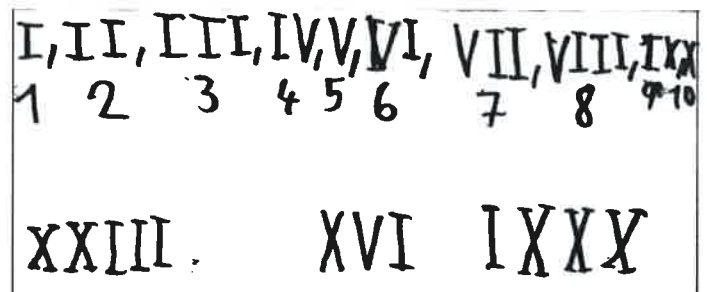 I, II, III, IV, V, VI, VII, VIII, IX, X
1 2 3 4 5 6 7 8 9 10
XXIII. XVI IXXX